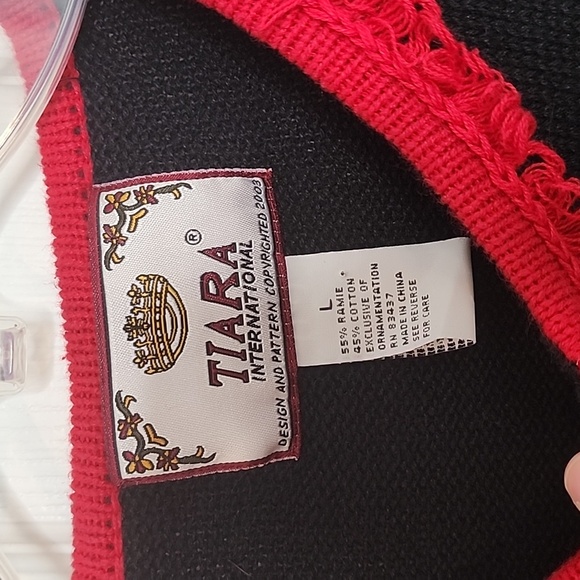 ®
TIARA
INTERNATIONAL
DESIGN AND PATTERN COPYRIGHTED 2003
L
55% RAMIE
45% COTTON
EXCLUSIVE OF
ORNAMENTATION
RN 83437
MADE IN CHINA
SEE REVERSE
FOR CARE